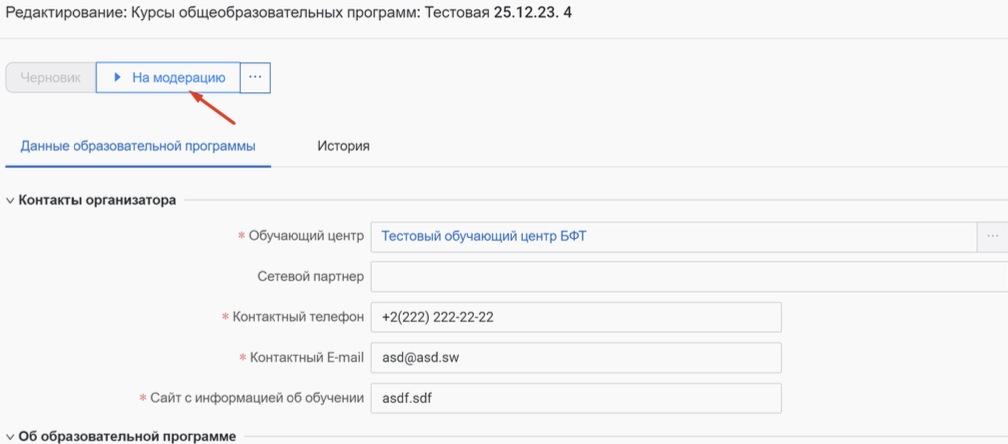 Редактирование: Курсы общеобразовательных программ: Тестовая 25.12.23. 4
Черновик На модерацию ...
Данные образовательной программы История
Контакты организатора
* Обучающий центр Тестовый обучающий центр БФТ ...
Сетевой партнер
* Контактный телефон +2(222) 222-22-22
* Контактный E-mail asd@asd.sw
* Сайт с информацией об обучении asdf.sdf
Об образовательной программе